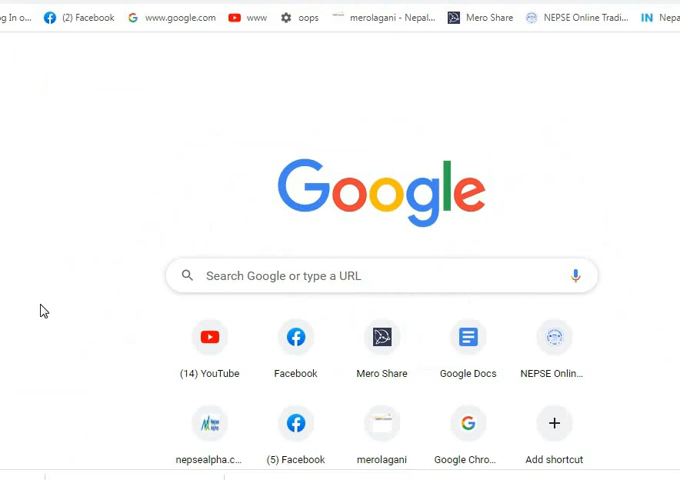 og In o...
(2) Facebook
www.google.com
www
oops
merolagani - Nepal...
Mero Share
NEPSE Online Tradi...
IN
Nepa
Google
Search Google or type a URL
(14) YouTube
Facebook
Mero Share
Google Docs
NEPSE Onlin...
nepsealpha.c...
(5) Facebook
merolagani
Google Chro...
Add shortcut